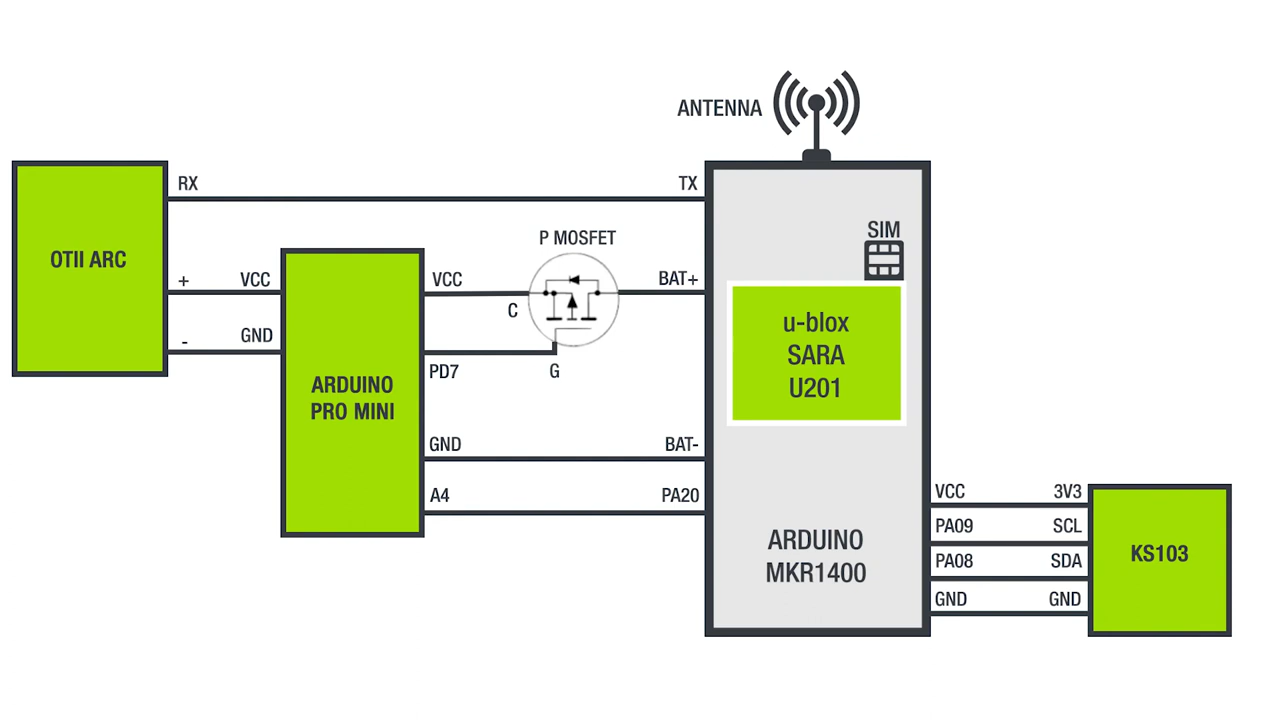 ANTENNA
RX
TX
SIM
P MOSFET
OTII ARC
+
VCC
VCC
C
BAT+
-
GND
PD7
G
u-blox
SARA
U201
ARDUINO
PRO MINI
GND
BAT-
A4
PA20
ARDUINO
MKR1400
VCC
3V3
PA09
SCL
PA08
SDA
GND
GND
KS103